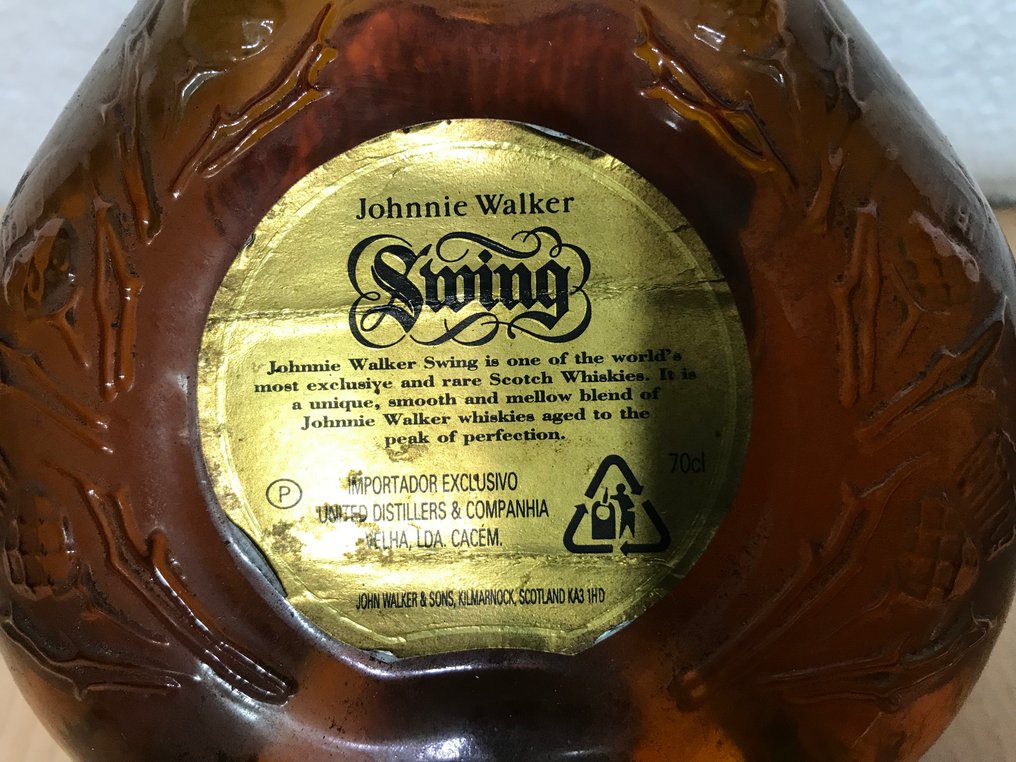 Johnnie Walker
Swing
Johnnie Walker Swing is one of the world's
most exclusive and rare Scotch Whiskies. It is
a unique, smooth and mellow blend of
Johnnie Walker whiskies aged to the
peak of perfection.
70cl
P
IMPORTADOR EXCLUSIVO
UNITED DISTILLERS & COMPANHIA
VELHA, LDA. CACÉM.
JOHN WALKER & SONS, KILMARNOCK, SCOTLAND KA3 1HD